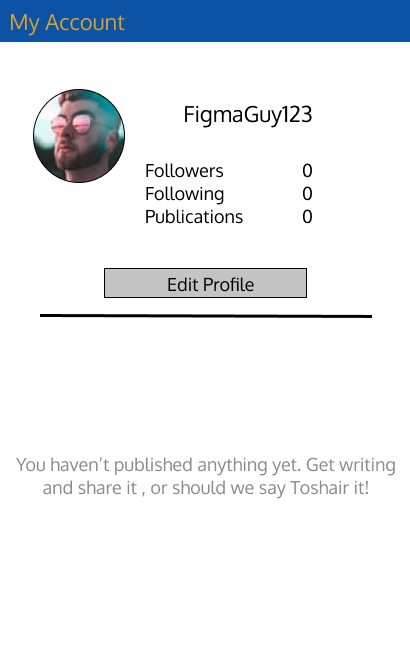 My Account
FigmaGuy123
Followers 0
Following 0
Publications 0
Edit Profile
You haven’t published anything yet. Get writing
and share it , or should we say Toshair it!